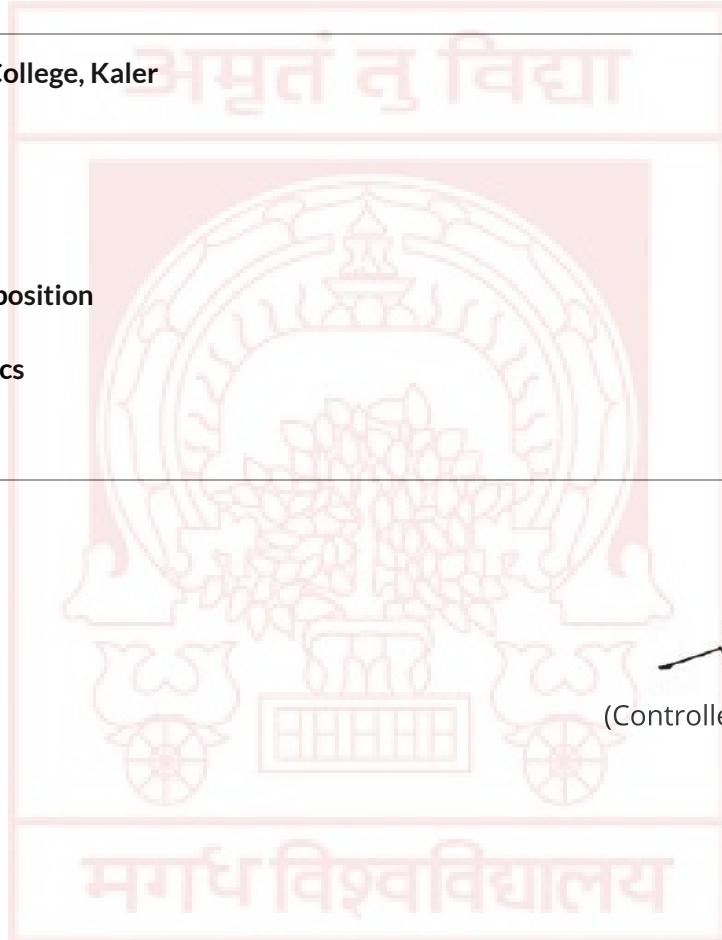 अमृतं तु विद्या
College, Kaler
position
cs
(Controlle
मगध विश्वविद्यालय